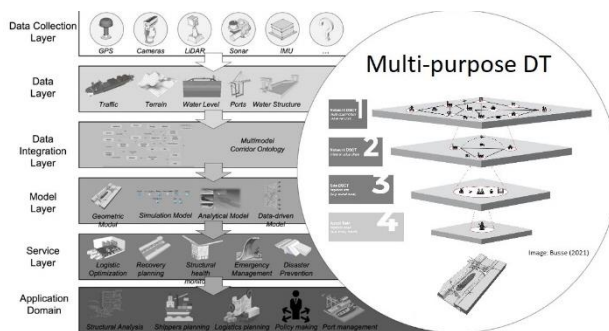 Data Collection
Layer
GPS
Cameras
LiDAR
Sonar
IMU
?
...
Data
Layer
Traffic
Terrain
Water Level
Ports
Water Structure
Data
Integration
Layer
Multimodel
Corridor Ontology
Model
Layer
Geometric
Model
Simulation Model
Analytical Model
Data-driven
Model
Service
Layer
Logistic
Optimization
Recovery
planning
Structural
health
monito
Emergency
Management
Disaster
Prevention
Application
Domain
Structural Analysis
Shippers planning
Logistics planning
Policy making
Port management
Multi-purpose DT
1
2
3
4
Image: Busse (2021)